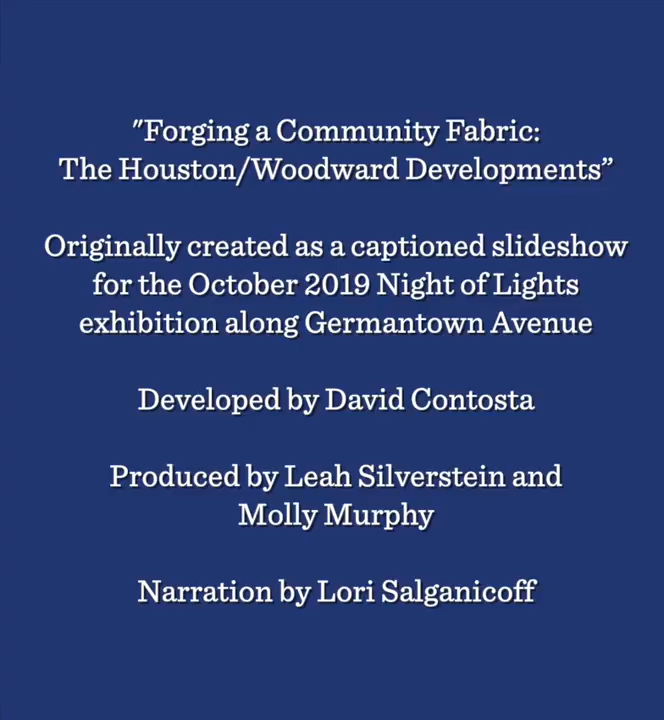 "Forging a Community Fabric:
The Houston/Woodward Developments”
Originally created as a captioned slideshow
for the October 2019 Night of Lights
exhibition along Germantown Avenue
Developed by David Contosta
Produced by Leah Silverstein and
Molly Murphy
Narration by Lori Salganicoff